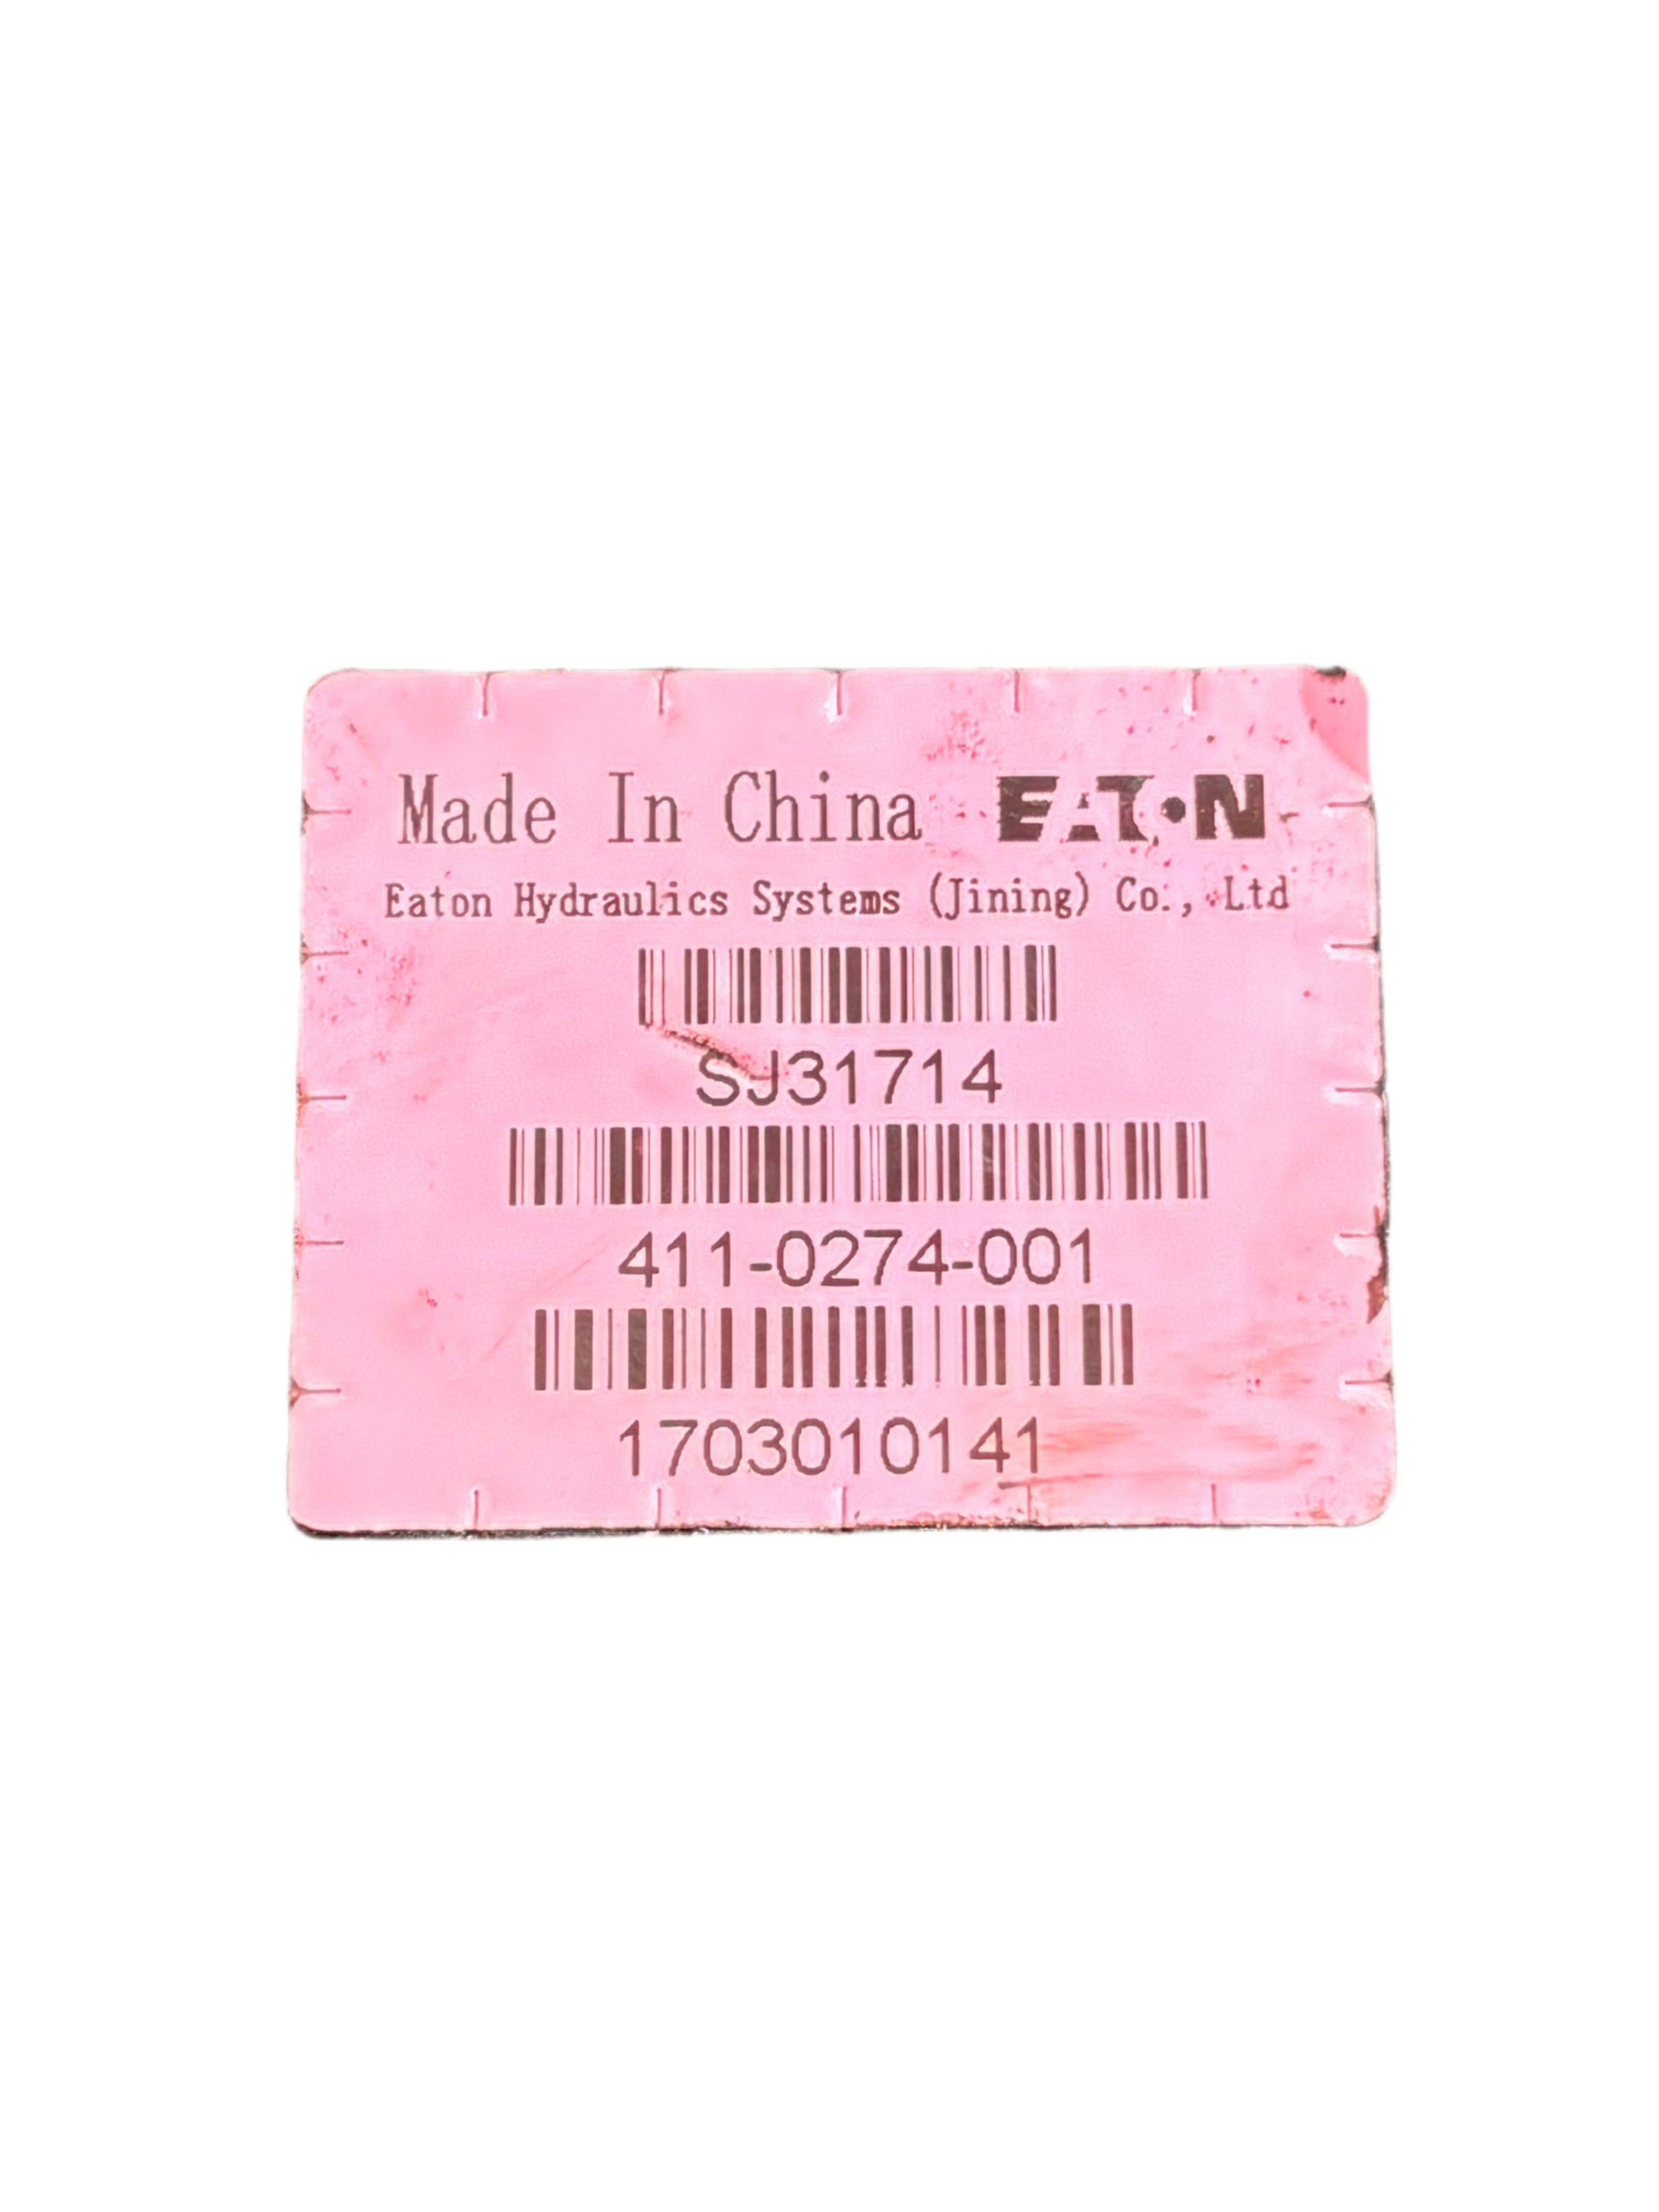 Made In China EATON
Eaton Hydraulics Systems (Jining) Co., Ltd
SJ31714
411-0274-001
1703010141